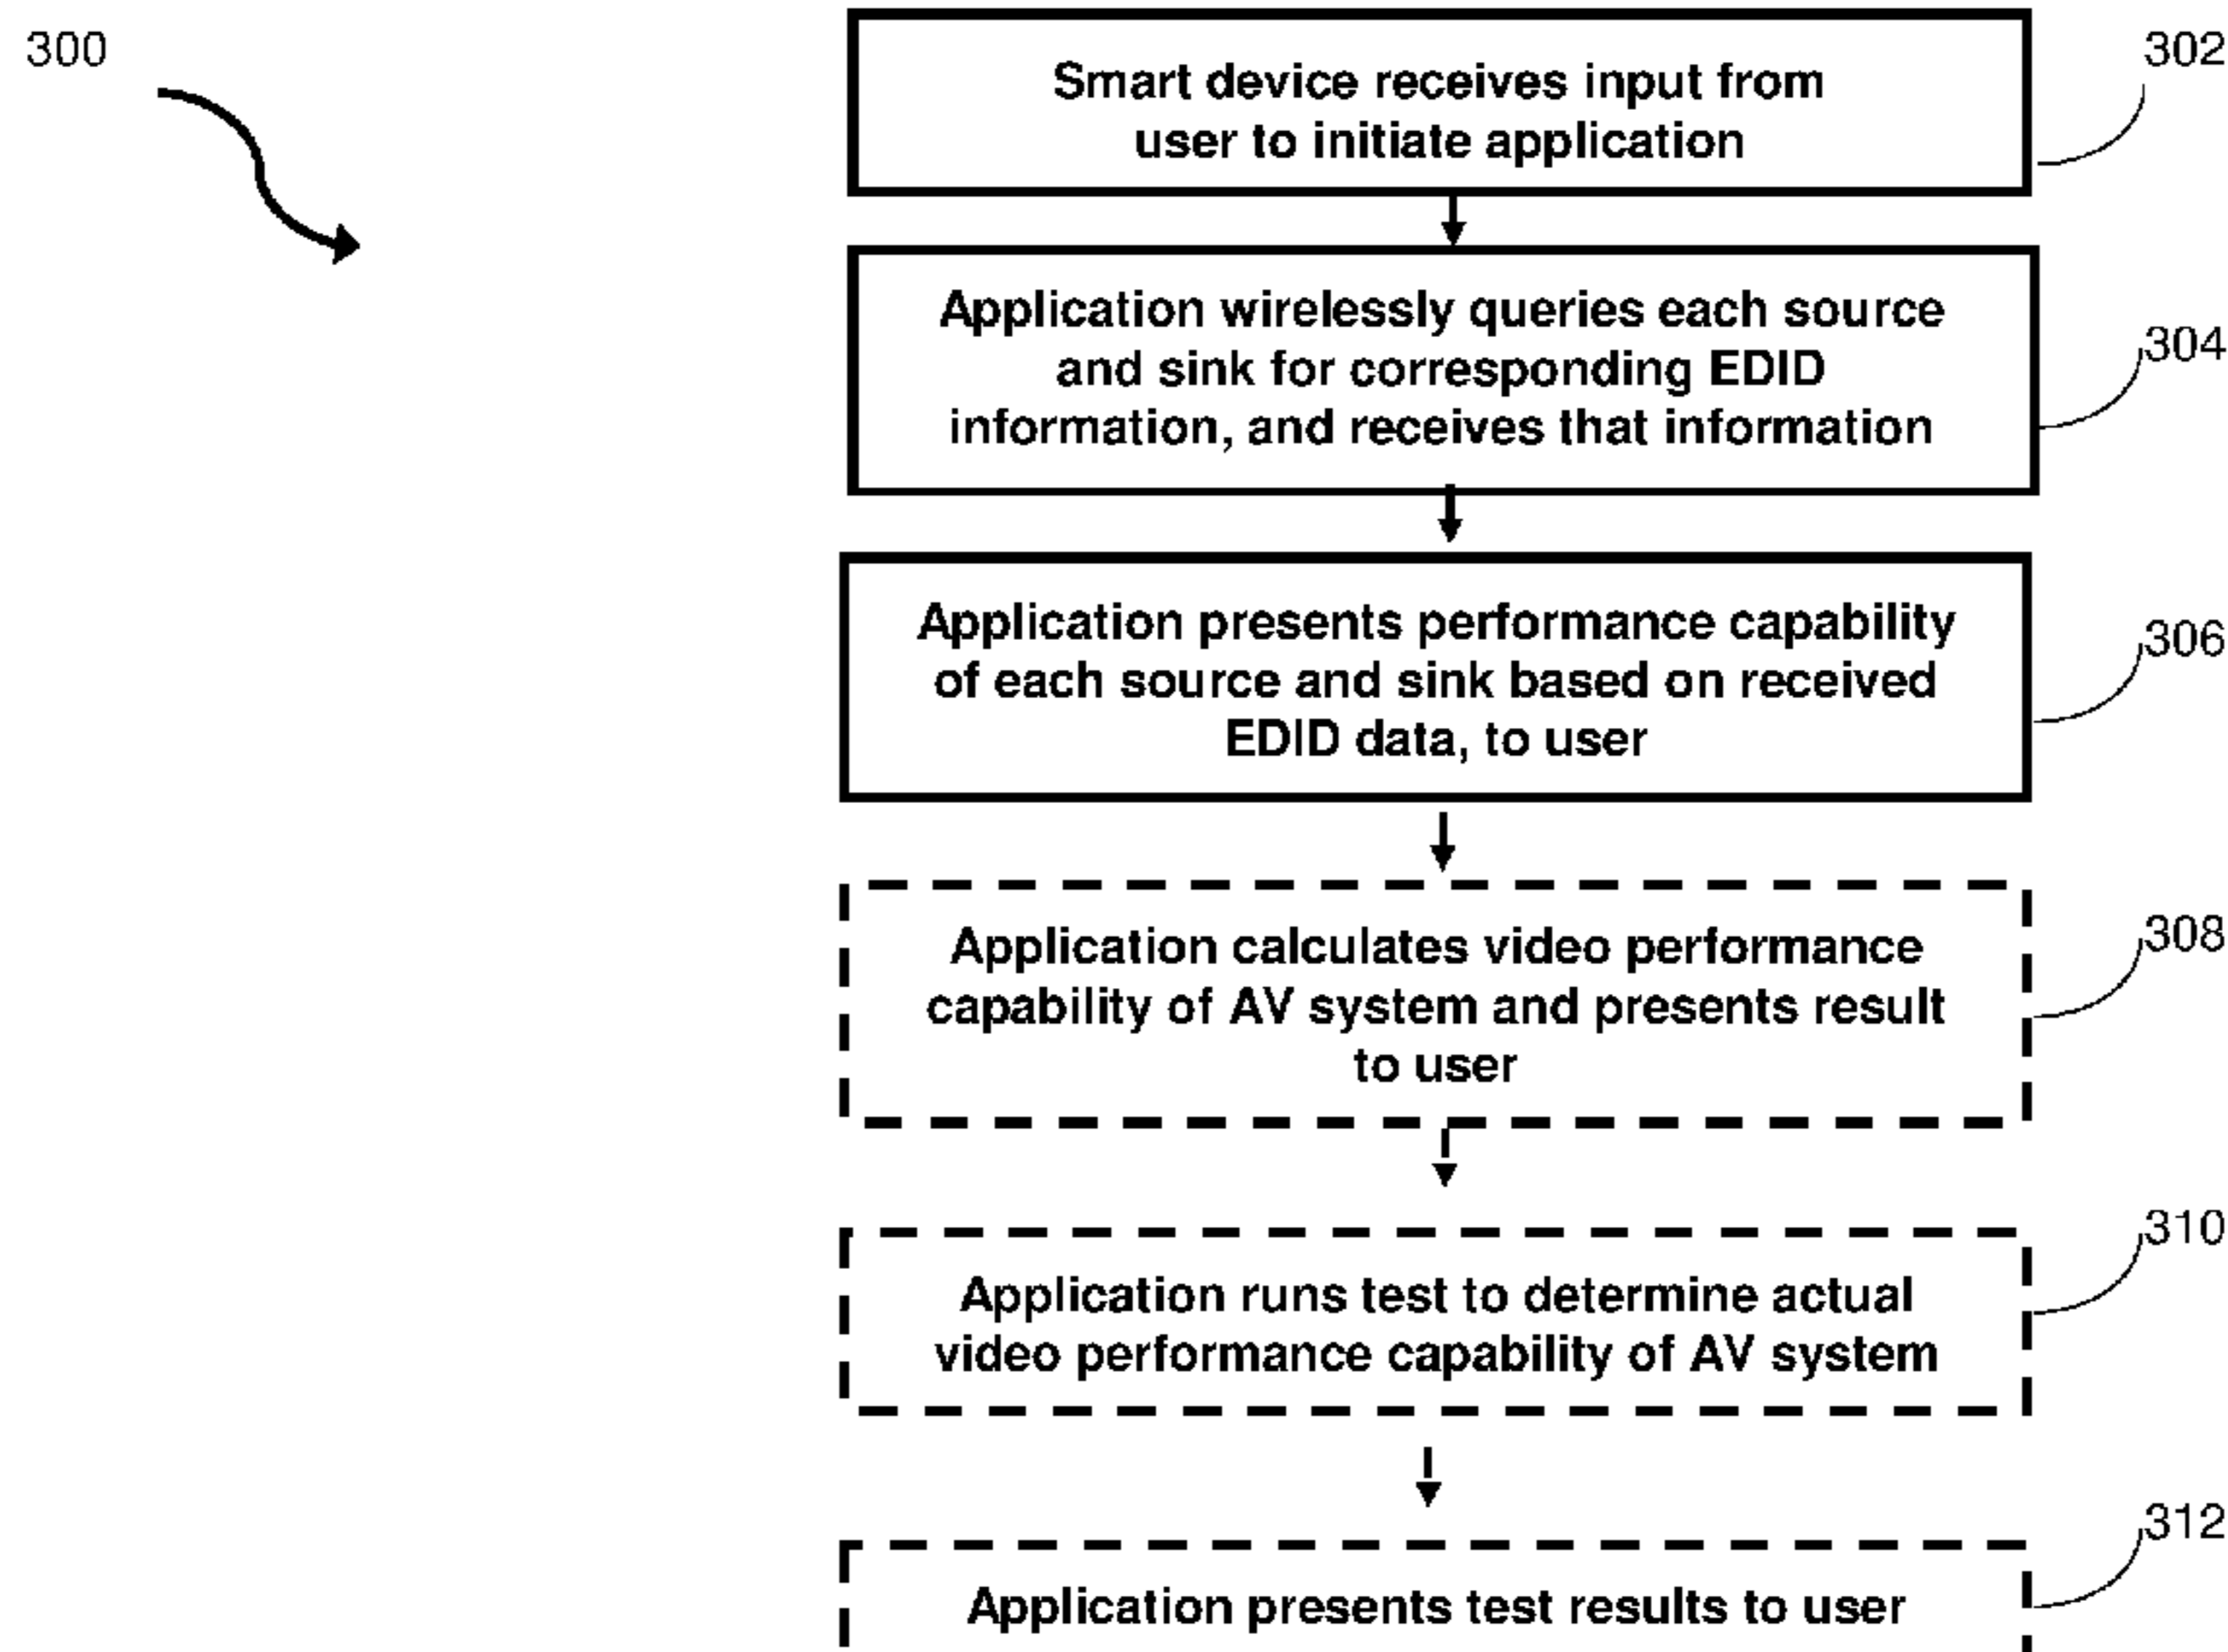 300
302
Smart device receives input from
user to initiate application
Application wirelessly queries each source
and sink for corresponding EDID
information, and receives that information
304
Application presents performance capability
of each source and sink based on received
EDID data, to user
306
Application calculates video performance
capability of AV system and presents result
to user
308
Application runs test to determine actual
video performance capability of AV system
310
Application presents test results to user
312